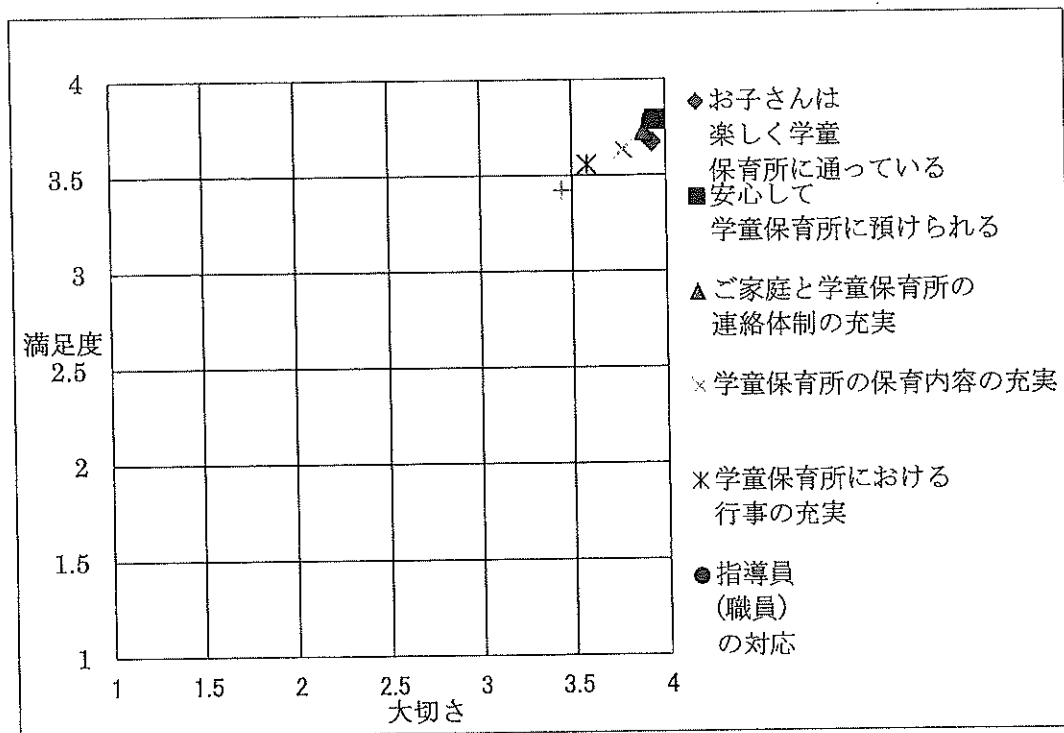 4
3.5
3
満足度
2.5
2
1.5
1
1
1.5
2
2.5
3
3.5
4
大切さ
お子さんは
楽しく学童
保育所に通っている
安心して
学童保育所に預けられる
ご家庭と学童保育所の
連絡体制の充実
学童保育所の保育内容の充実
学童保育所における
行事の充実
指導員
(職員)
の対応